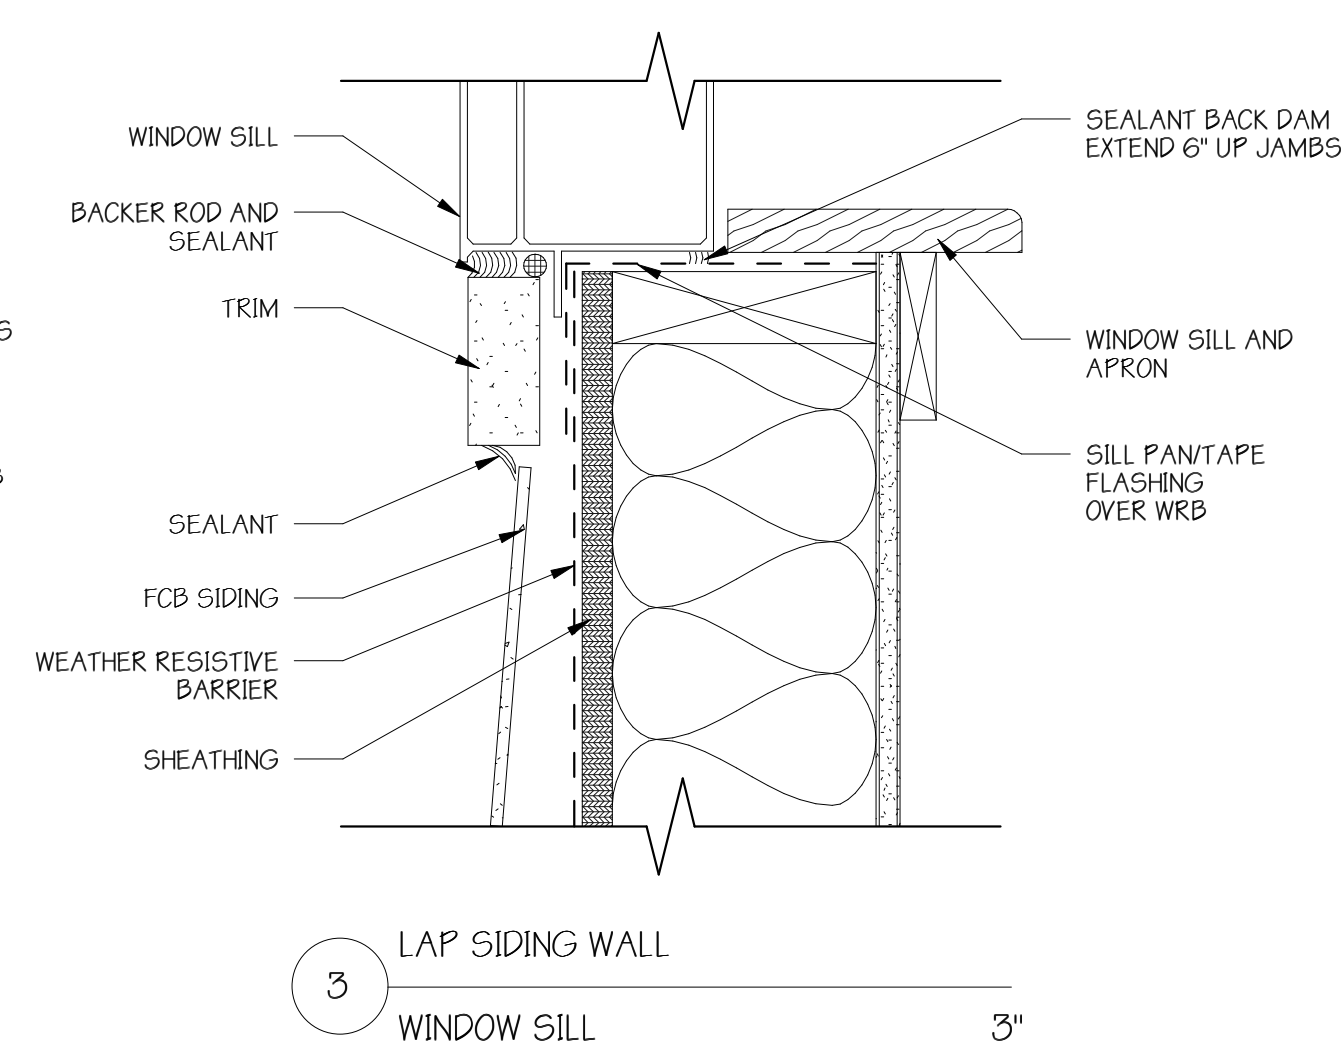 WINDOW SILL
BACKER ROD AND
SEALANT
TRIM
S
B
SEALANT
FCB SIDING
WEATHER RESISTIVE
BARRIER
SHEATHING
SEALANT BACK DAM
EXTEND 6" UP JAMBS
WINDOW SILL AND
APRON
SILL PAN/TAPE
FLASHING
OVER WRB
3
LAP SIDING WALL
WINDOW SILL
3"